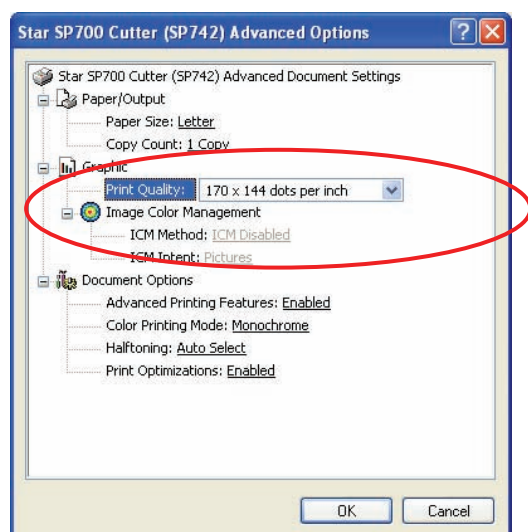 Star SP700 Cutter (SP742) Advanced Options
Star SP700 Cutter (SP742) Advanced Document Settings
Paper/Output
Paper Size: Letter
Copy Count: 1 Copy
Graphic
Print Quality: 170 x 144 dots per inch
Image Color Management
ICM Method: ICM Disabled
ICM Intent: Pictures
Document Options
Advanced Printing Features: Enabled
Color Printing Mode: Monochrome
Halftoning: Auto Select
Print Optimizations: Enabled
OK Cancel